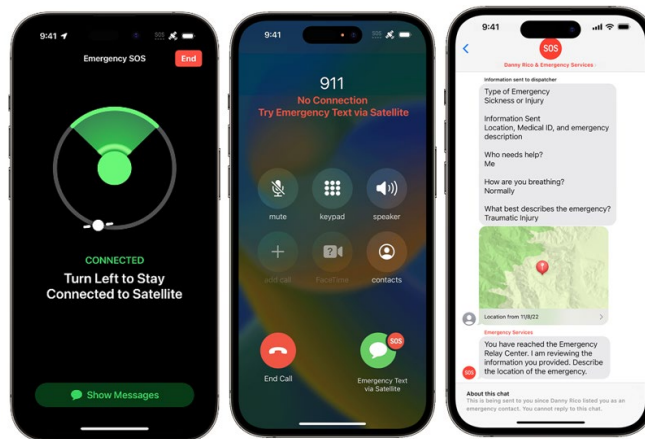 9:41
SOS
Emergency SOS
End
CONNECTED
Turn Left to Stay
Connected to Satellite
Show Messages
9:41
SOS
911
No Connection
Try Emergency Text via Satellite
mute
keypad
speaker
add call
FaceTime
contacts
End Call
SOS
Emergency Text
via Satellite
9:41
SOS
Danny Rico & Emergency Services
Information sent to dispatcher
Type of Emergency
Sickness or Injury
Information Sent
Location, Medical ID, and emergency
description
Who needs help?
Me
How are you breathing?
Normally
What best describes the emergency?
Traumatic Injury
Location from 11/8/22
Emergency Services
You have reached the Emergency
Relay Center. I am reviewing the
information you provided. Describe
the location of the emergency.
SOS
About this chat
This is being sent to you since Danny Rico listed you as an
emergency contact. You cannot reply to this chat.